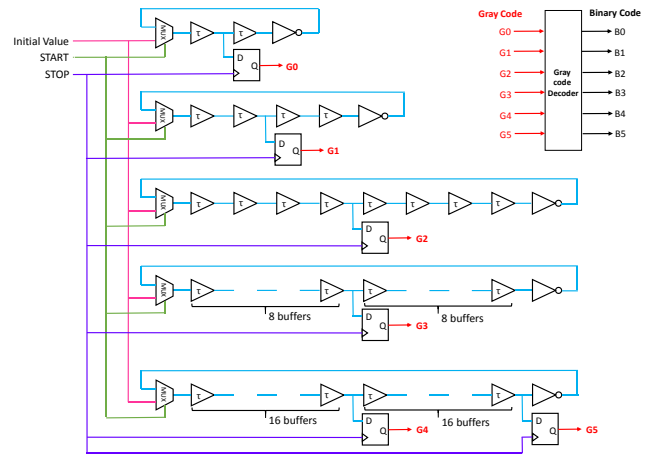 Gray Code
Binary Code
G0
B0
G1
B1
G2
B2
G3
B3
G4
B4
G5
B5
Gray
code
Decoder
Initial Value
START
STOP
MUX
τ
τ
D
Q
G0
MUX
τ
τ
τ
τ
D
Q
G1
MUX
τ
τ
τ
τ
τ
τ
τ
τ
D
Q
G2
MUX
τ
τ
τ
τ
8 buffers
8 buffers
D
Q
G3
MUX
τ
τ
τ
τ
16 buffers
16 buffers
D
Q
G4
D
Q
G5